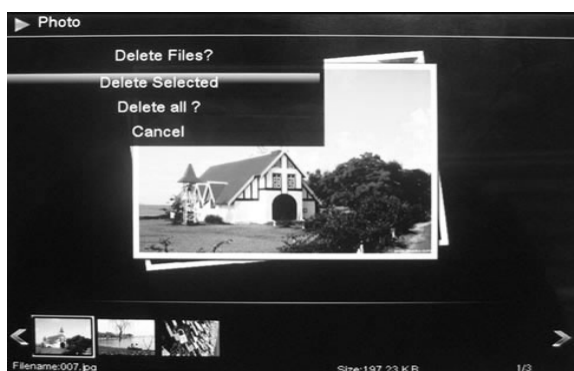 Photo
Delete Files?
Delete Selected
Delete all ?
Cancel
Filename:007.jpg
Size:197.23 KB
1/3